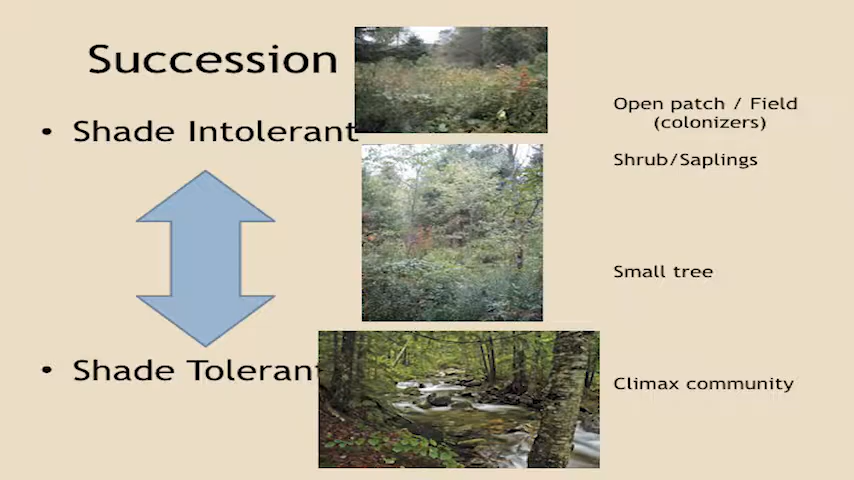 Succession
• Shade Intolerant
• Shade Tolerant
Open patch / Field
(colonizers)
Shrub/Saplings
Small tree
Climax community